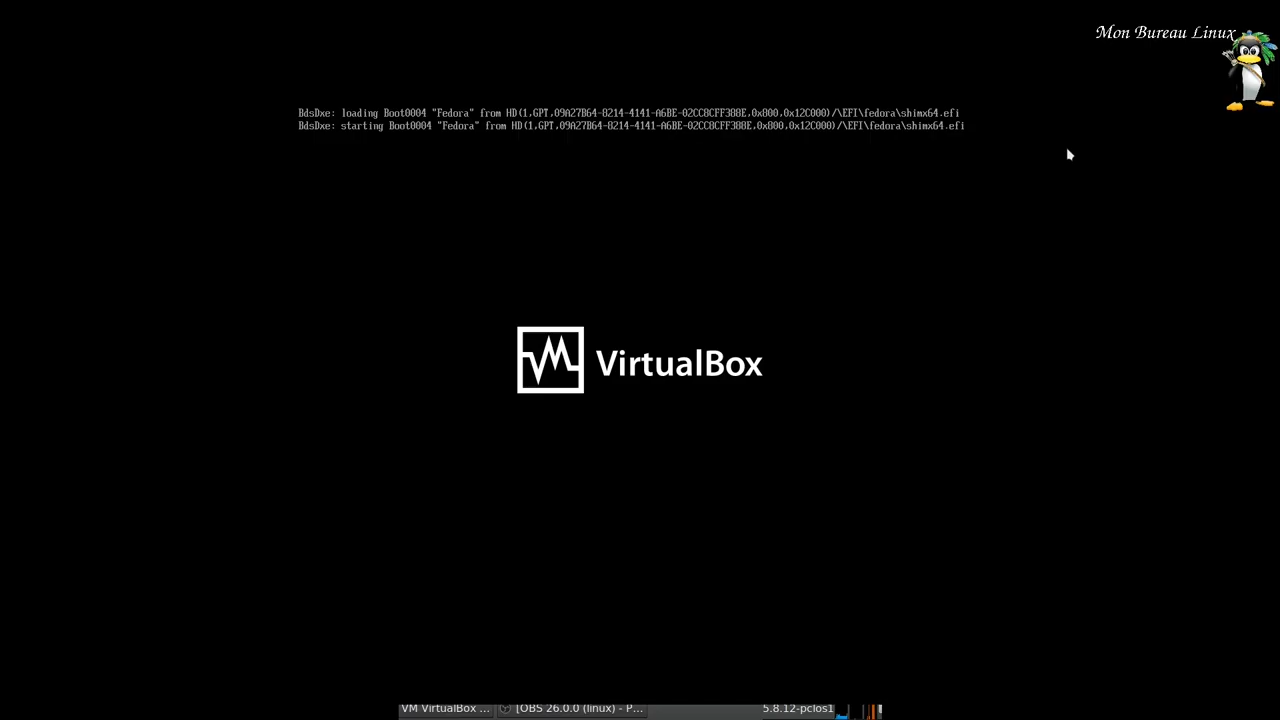 Mon Bureau Linux
BdsDxe: loading Boot0004 "Fedora" from HD(1,GPT,09A27B64-8214-4141-A6BE-02CC8CFF388E,0x800,0x12C000)/\EFI\fedora\shimx64.efi
BdsDxe: starting Boot0004 "Fedora" from HD(1,GPT,09A27B64-8214-4141-A6BE-02CC8CFF388E,0x800,0x12C000)/\EFI\fedora\shimx64.efi
VirtualBox
VM VirtualBox ... [OBS 26.0.0 (linux) - P... 5.8.12-pclos1